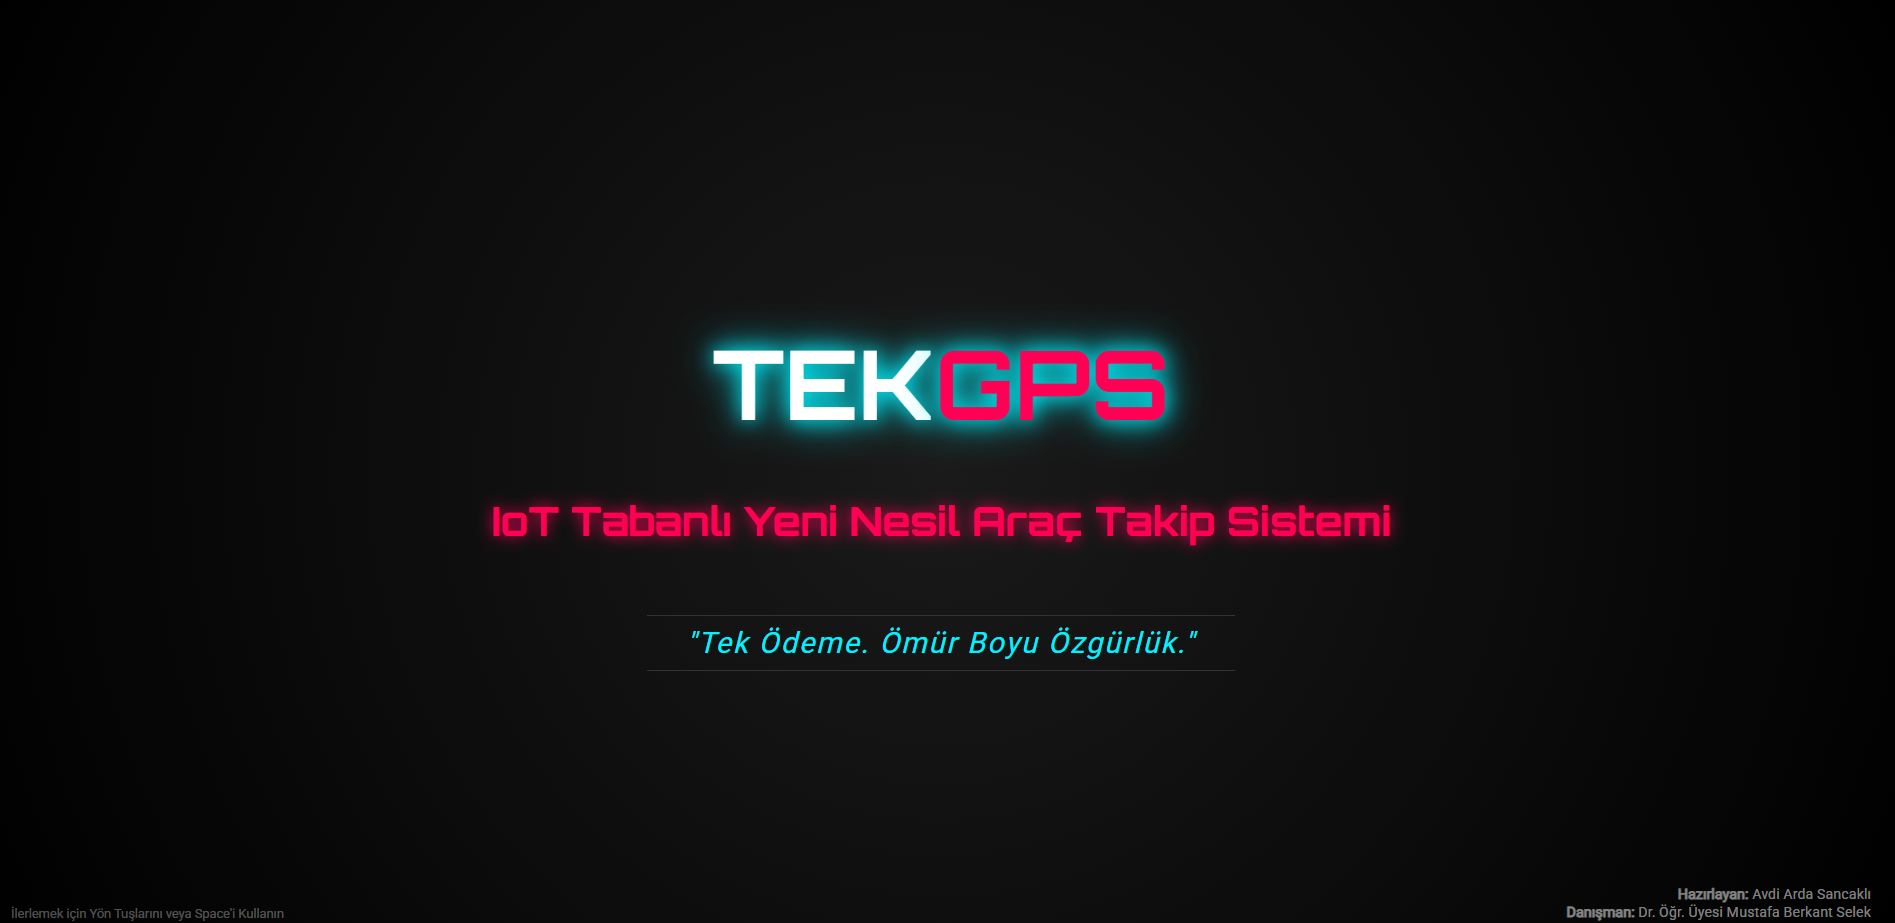 TEKGPS
IoT Tabanlı Yeni Nesil Araç Takip Sistemi
"Tek Ödeme. Ömür Boyu Özgürlük."
Hazırlayan: Avdi Arda Sancaklı
Danışman: Dr. Öğr. Üyesi Mustafa Berkant Selek
İlerlemek için Yön Tuşlarını veya Space'i Kullanın